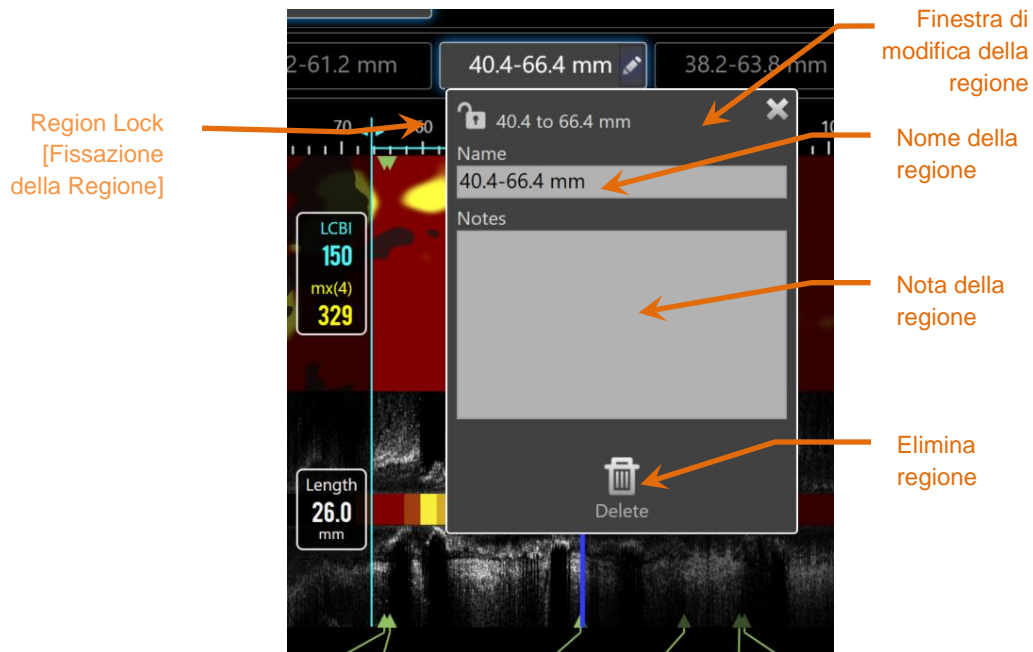 Finestra di
modifica della
regione
2-61.2 mm
40.4-66.4 mm
38.2-63.8 mm
Region Lock
[Fissazione
della Regione]
70
60
10
40.4 to 66.4 mm
Name
40.4-66.4 mm
Nome della
regione
Notes
LCBI
150
mx(4)
329
Nota della
regione
Elimina
regione
Length
26.0
mm
Delete